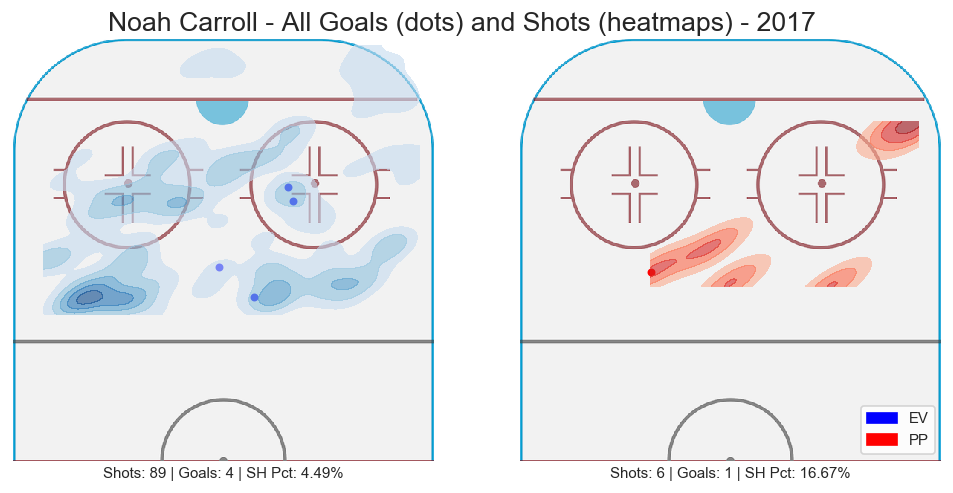 Noah Carroll - All Goals (dots) and Shots (heatmaps) - 2017
EV
PP
Shots: 89 | Goals: 4 | SH Pct: 4.49%
Shots: 6 | Goals: 1 | SH Pct: 16.67%